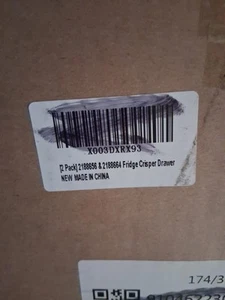 X003DXRX93
[2 Pack] 2188656 & 2188664 Fridge Crisper Drawer
NEW MADE IN CHINA
174/3